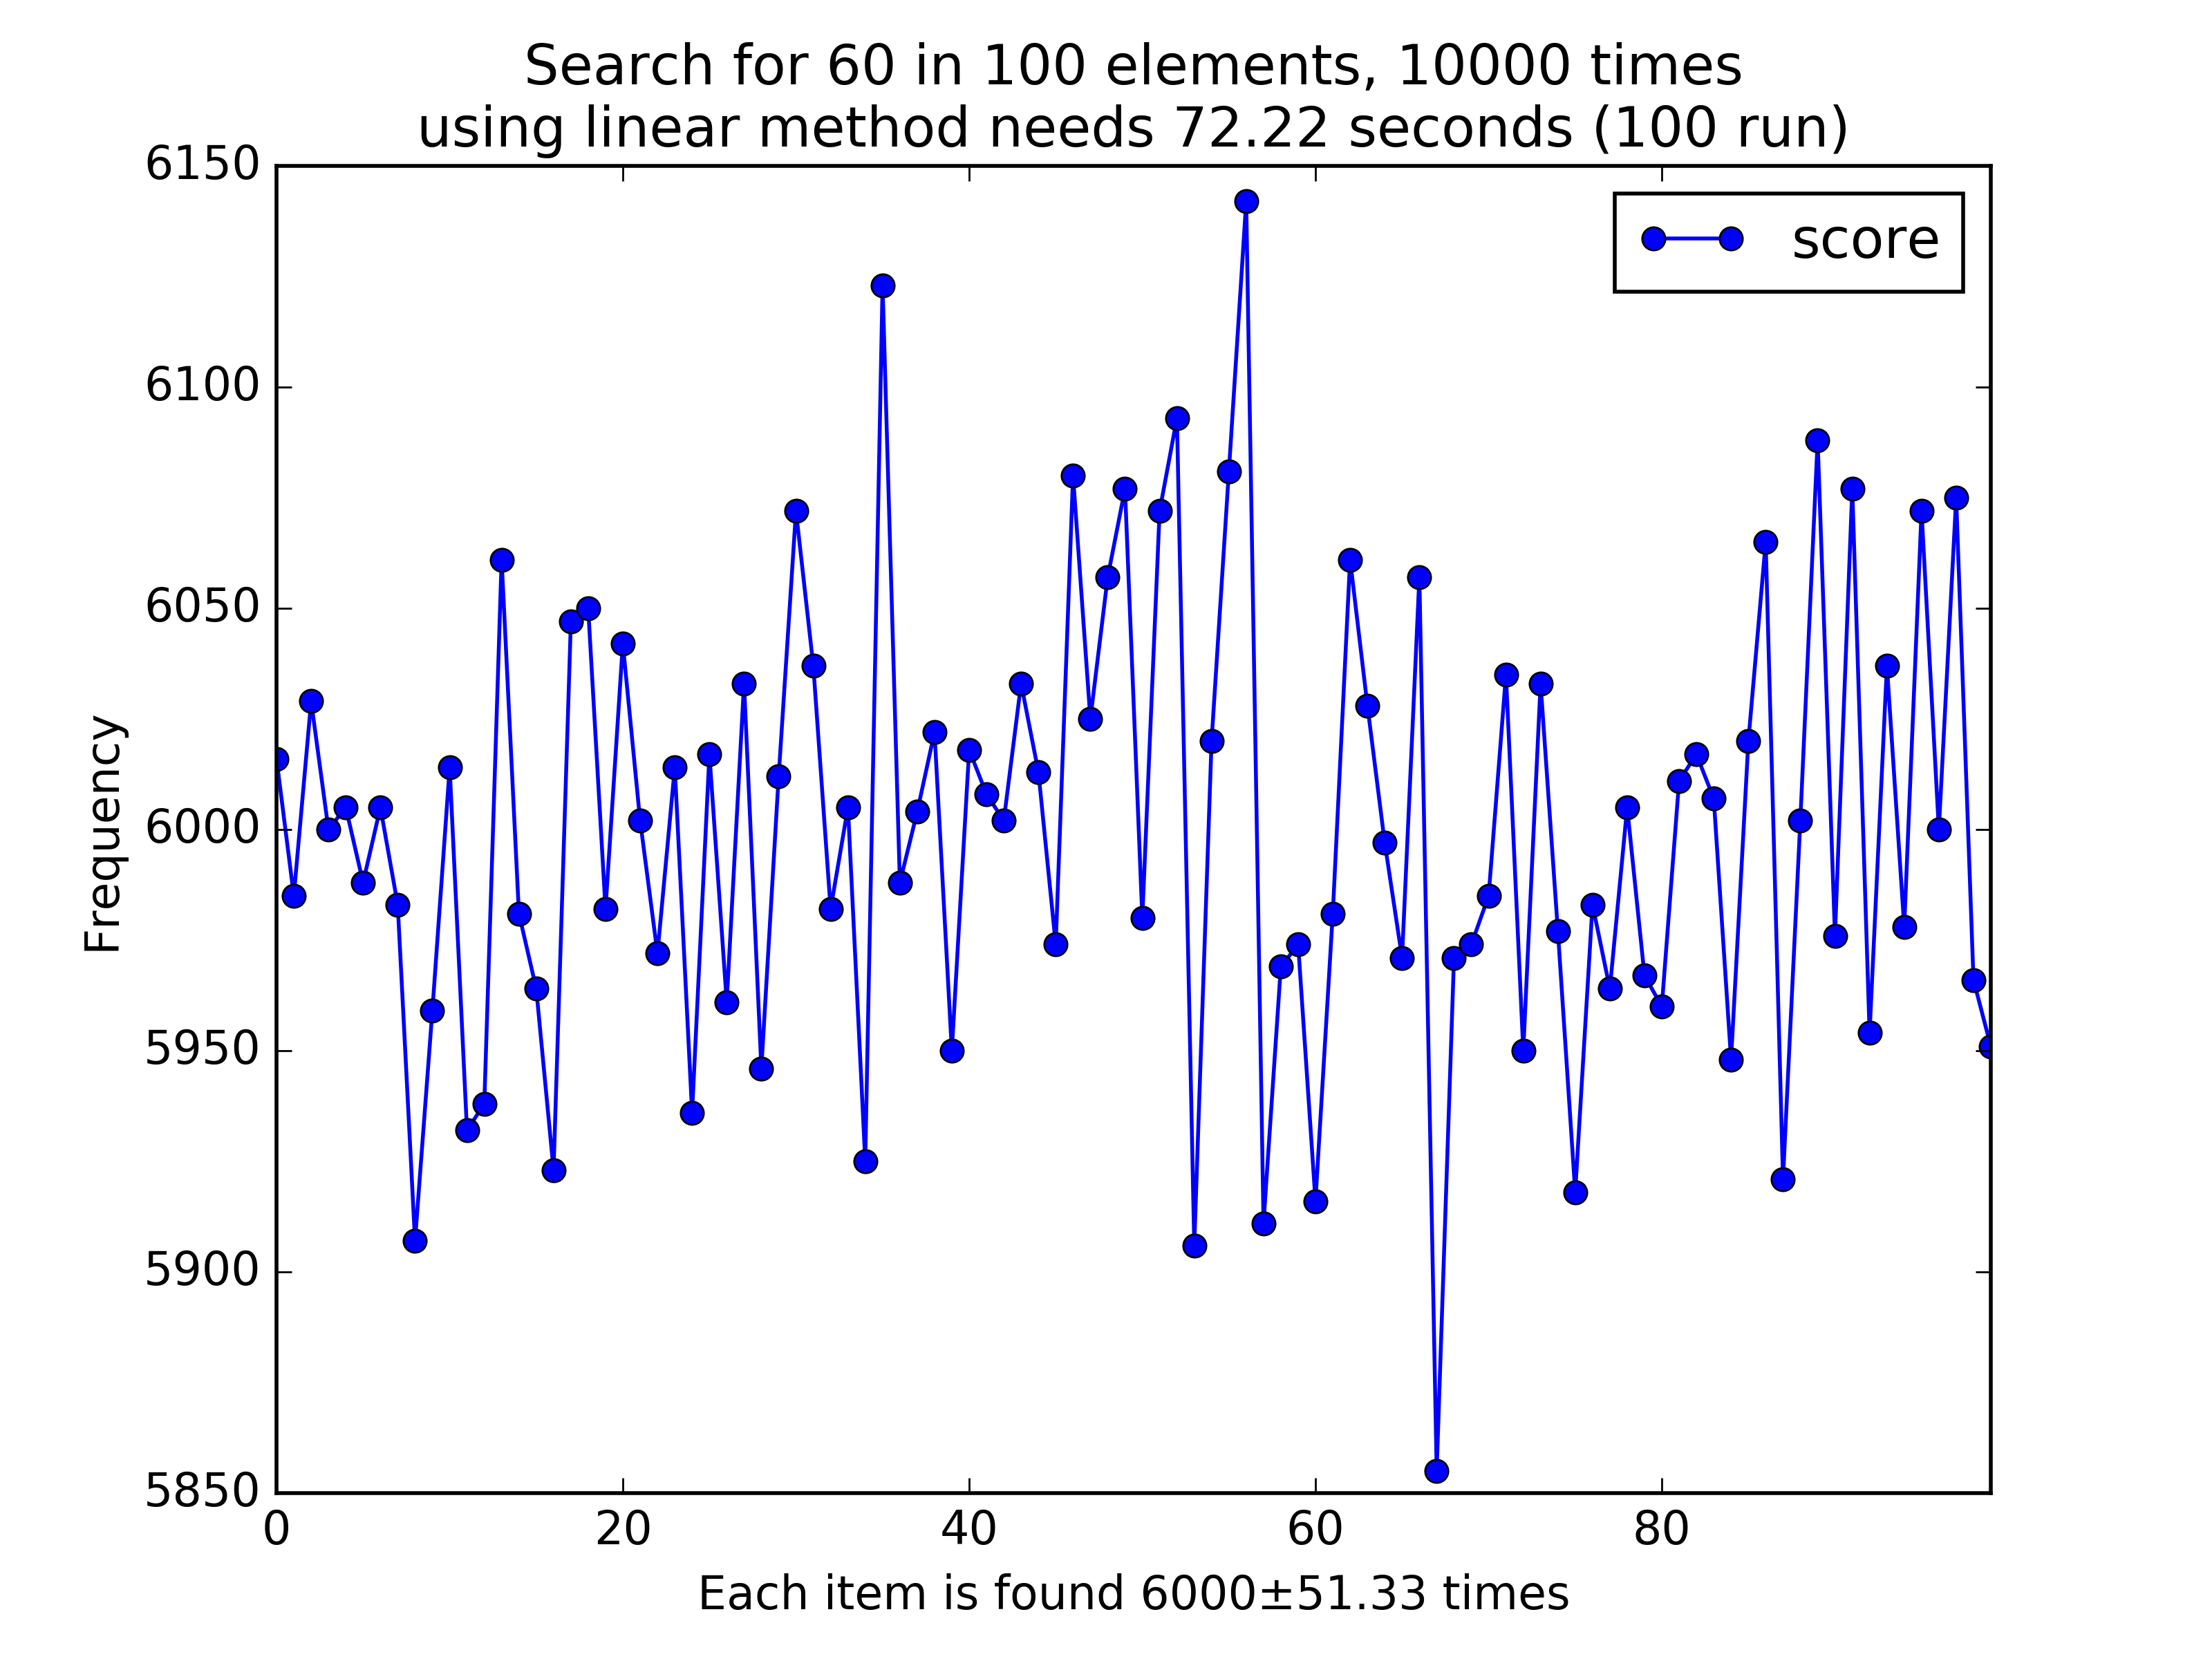 Search for 60 in 100 elements, 10000 times
using linear method needs 72.22 seconds (100 run)
score
6150
6100
6050
6000
5950
5900
5850
Frequency
0 20 40 60 80
Each item is found 6000±51.33 times